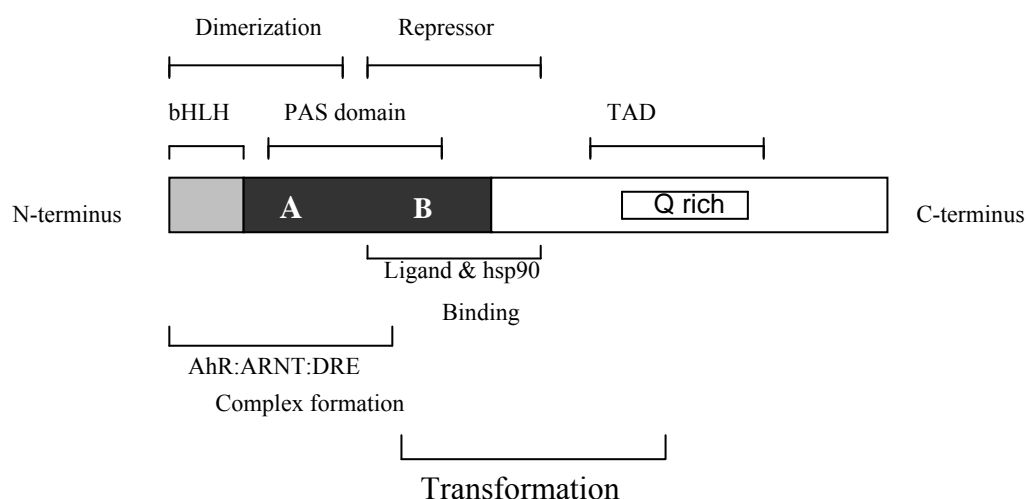 Dimerization
Repressor
bHLH
PAS domain
TAD
N-terminus
A
B
Q rich
C-terminus
Ligand & hsp90
Binding
AhR:ARNT:DRE
Complex formation
Transformation